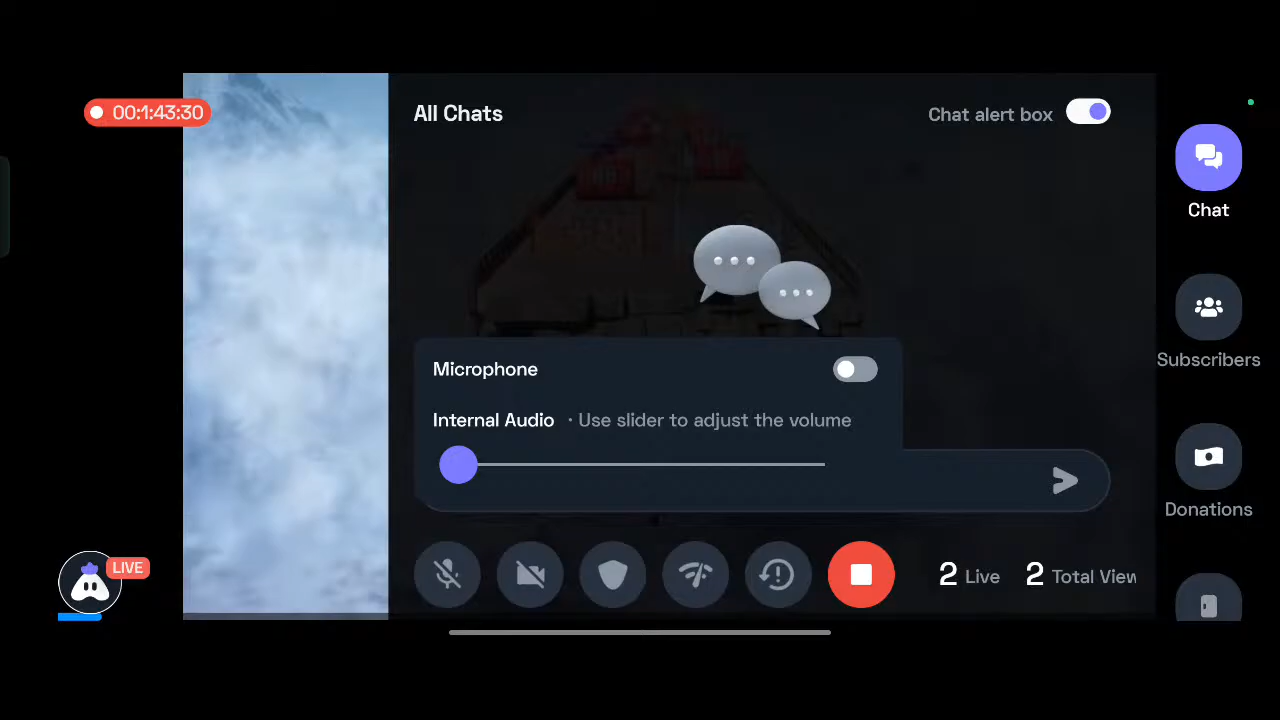 00:1:43:30
All Chats
Chat alert box
Chat
Microphone
Subscribers
Internal Audio · Use slider to adjust the volume
Donations
LIVE
2 Live 2 Total View